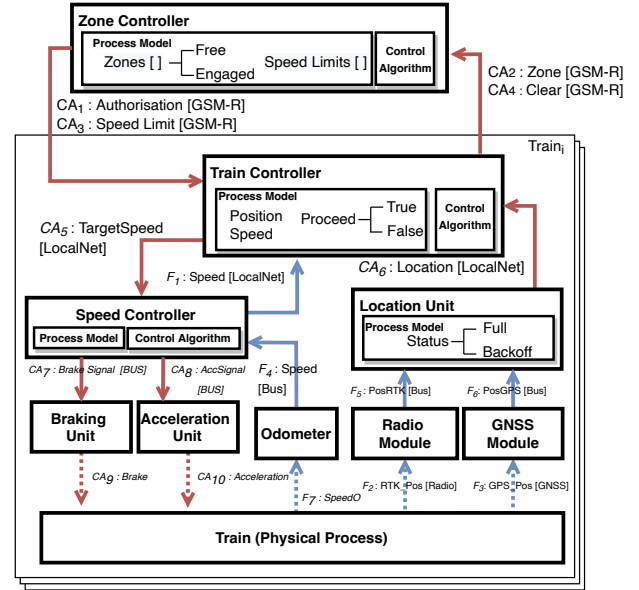 Zone Controller
Process Model
Zones [ ]
Free
Engaged
Speed Limits [ ]
Control
Algorithm
CA1 : Authorisation [GSM-R]
CA3 : Speed Limit [GSM-R]
CA2 : Zone [GSM-R]
CA4 : Clear [GSM-R]
Traini
Train Controller
Process Model
Position
Speed
Proceed
True
False
Control
Algorithm
CA5 : TargetSpeed
[LocalNet]
F1 : Speed [LocalNet]
CA6 : Location [LocalNet]
Speed Controller
Process Model
Control Algorithm
Location Unit
Process Model
Status
Full
Backoff
CA7 : Brake Signal [BUS]
CA8 : AccSignal
[BUS]
F4 : Speed
[Bus]
F5 : PosRTK [Bus]
F6 : PosGPS [Bus]
Braking
Unit
Acceleration
Unit
Odometer
Radio
Module
GNSS
Module
CA9 : Brake
CA10 : Acceleration
F7 : SpeedO
F2 : RTK_Pos [Radio]
F3 : GPS_Pos [GNSS]
Train (Physical Process)